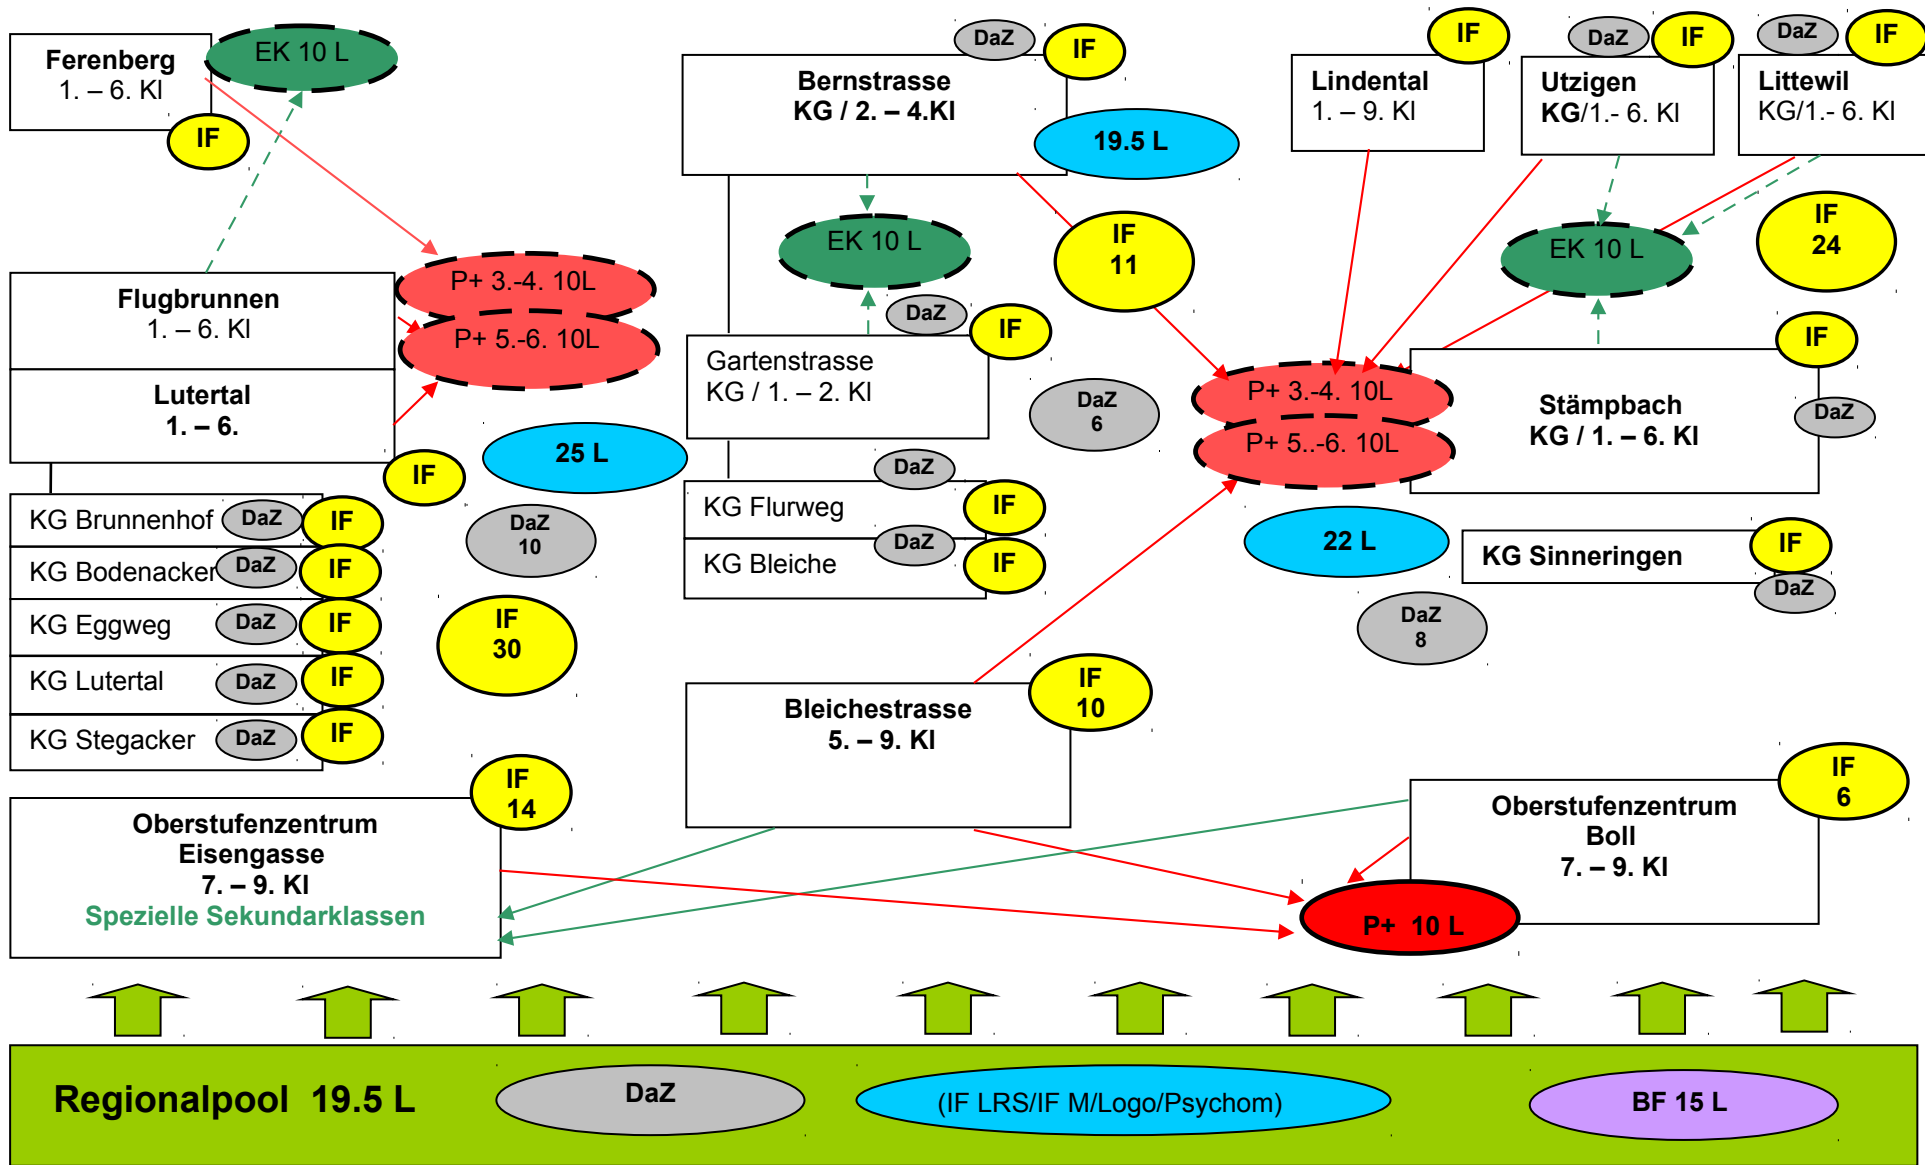 Ferenberg
1. – 6. Kl
EK 10 L
IF
Bernstrasse
KG / 2. – 4.Kl
DaZ
IF
19.5 L
Lindental
1. – 9. Kl
IF
Utzigen
KG/1.- 6. Kl
DaZ
IF
Littewil
KG/1.- 6. Kl
DaZ
IF
EK 10 L
IF
11
EK 10 L
IF
24
Flugbrunnen
1. – 6. Kl
P+ 3.-4. 10L
P+ 5.-6. 10L
Lutertal
1. – 6.
IF
25 L
Gartenstrasse
KG / 1. – 2. Kl
DaZ
IF
DaZ
6
P+ 3.-4. 10L
P+ 5..-6. 10L
Stämpbach
KG / 1. – 6. Kl
IF
DaZ
KG Brunnenhof
DaZ
IF
KG Bodenacker
DaZ
IF
KG Eggweg
DaZ
IF
KG Lutertal
DaZ
IF
KG Stegacker
DaZ
IF
DaZ
10
IF
30
KG Flurweg
DaZ
IF
KG Bleiche
DaZ
IF
22 L
KG Sinneringen
IF
DaZ
DaZ
8
Bleichestrasse
5. – 9. Kl
IF
10
Oberstufenzentrum
Eisengasse
7. – 9. Kl
Spezielle Sekundarklassen
IF
14
Oberstufenzentrum
Boll
7. – 9. Kl
IF
6
P+ 10 L
Regionalpool 19.5 L
DaZ
(IF LRS/IF M/Logo/Psychom)
BF 15 L